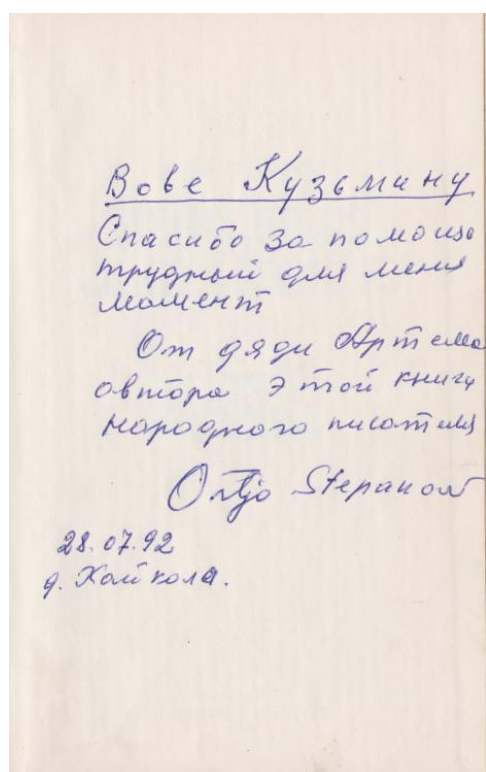 Вове Кузьмину
Спасибо за помощь
трудный для меня
момент
От дяди Артема
автора этой книги
народного писателя
Ortjo Stepanov
28.07.92
д. Хайкола.